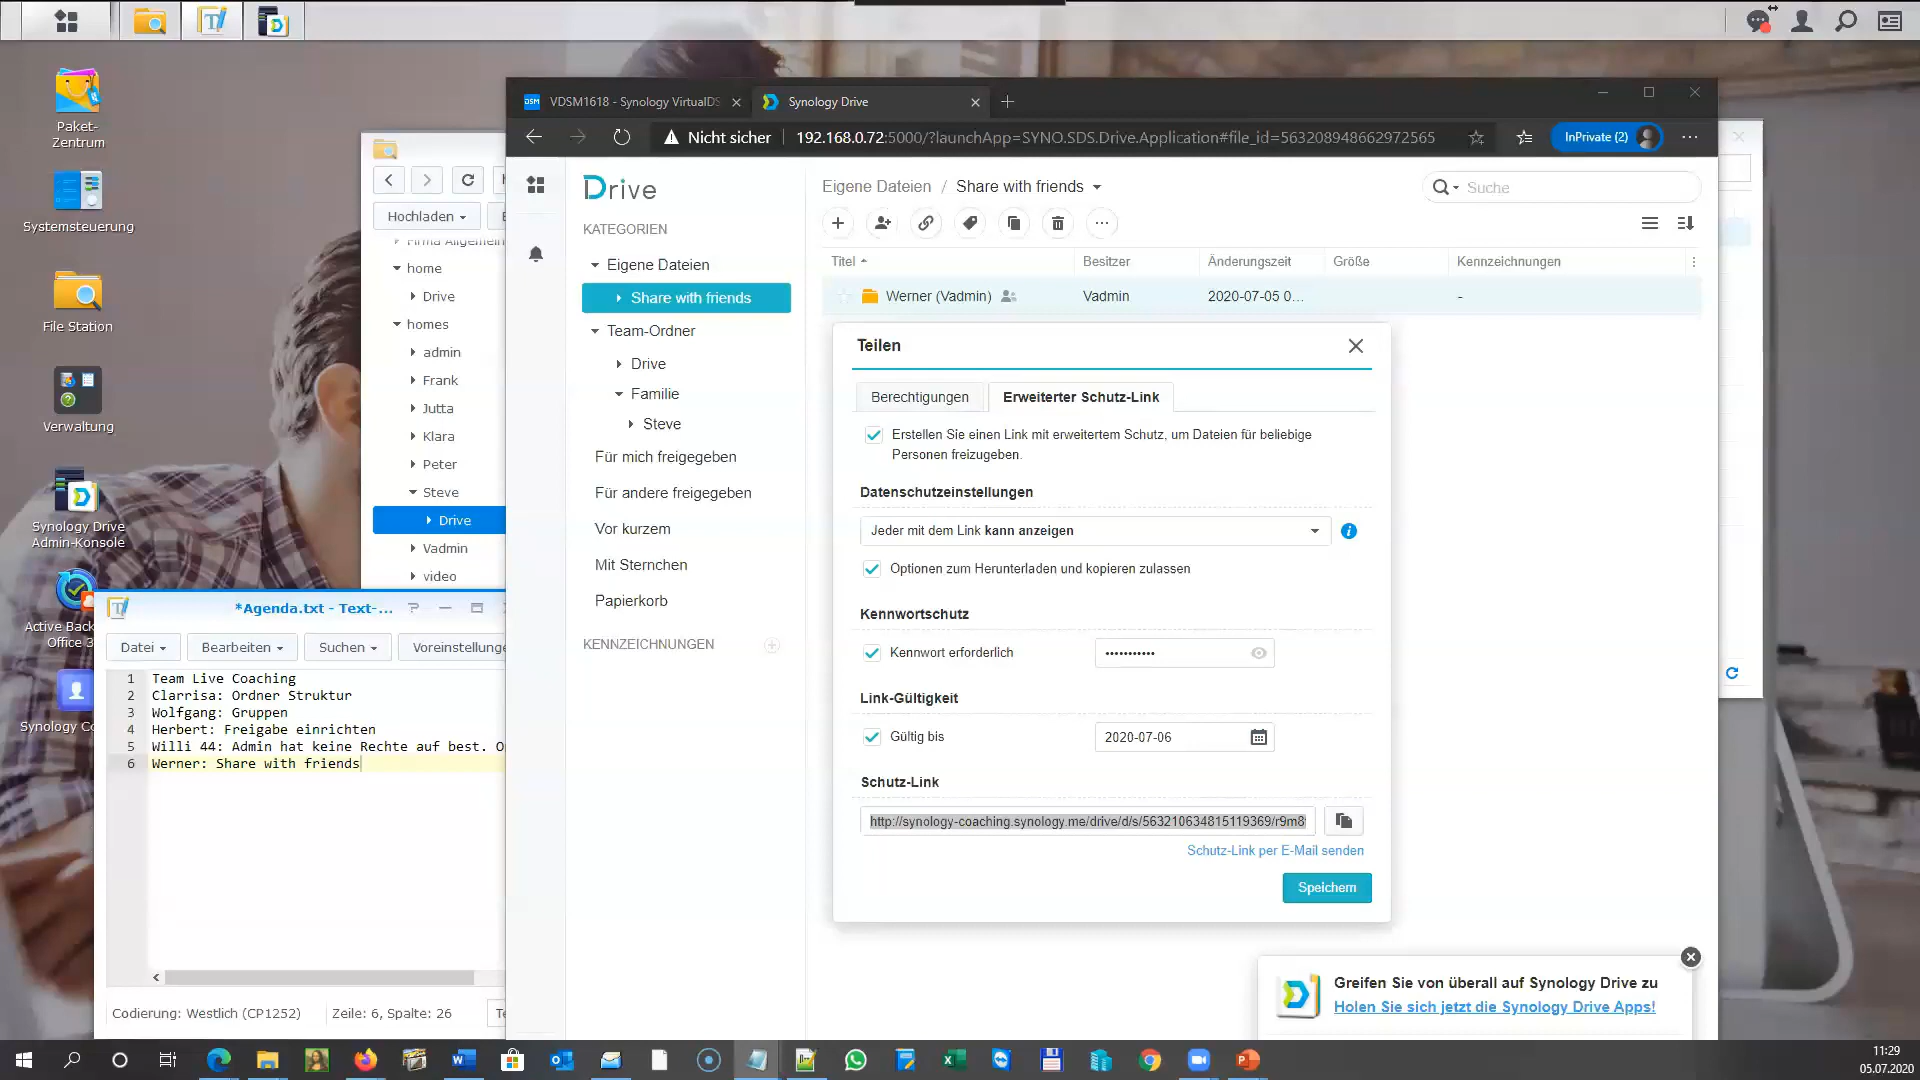 Paket-
Zentrum
Systemsteuerung
File Station
Verwaltung
Synology Drive
Admin-Konsole
Active Back
Office 3
Synology Co
Hochladen
home
Drive
homes
admin
Frank
Jutta
Klara
Peter
Steve
Drive
Vadmin
video
*Agenda.txt - Text-...
Datei
Bearbeiten
Suchen
Voreinstellunge
1 Team Live Coaching
2 Clarrisa: Ordner Struktur
3 Wolfgang: Gruppen
4 Herbert: Freigabe einrichten
5 Willi 44: Admin hat keine Rechte auf best. O
6 Werner: Share with friends
Codierung: Westlich (CP1252)
Zeile: 6, Spalte: 26
Te
DSM VDSM1618 - Synology VirtualDS
Synology Drive
Nicht sicher
192.168.0.72:5000/?launchApp=SYNO.SDS.Drive.Application#file_id=563208948662972565
InPrivate (2)
Drive
KATEGORIEN
Eigene Dateien
Share with friends
Team-Ordner
Drive
Familie
Steve
Für mich freigegeben
Für andere freigegeben
Vor kurzem
Mit Sternchen
Papierkorb
KENNZEICHNUNGEN
Eigene Dateien / Share with friends
Suche
Titel Besitzer Änderungszeit Größe Kennzeichnungen
Werner (Vadmin) Vadmin 2020-07-05 0... -
Teilen
Berechtigungen
Erweiterter Schutz-Link
Erstellen Sie einen Link mit erweitertem Schutz, um Dateien für beliebige
Personen freizugeben.
Datenschutzeinstellungen
Jeder mit dem Link kann anzeigen
Optionen zum Herunterladen und kopieren zulassen
Kennwortschutz
Kennwort erforderlich
•••••••••••
Link-Gültigkeit
Gültig bis
2020-07-06
Schutz-Link
http://synology-coaching.synology.me/drive/d/s/563210634815119369/r9m8
Schutz-Link per E-Mail senden
Speichern
Greifen Sie von überall auf Synology Drive zu
Holen Sie sich jetzt die Synology Drive Apps!
11:29
05.07.2020